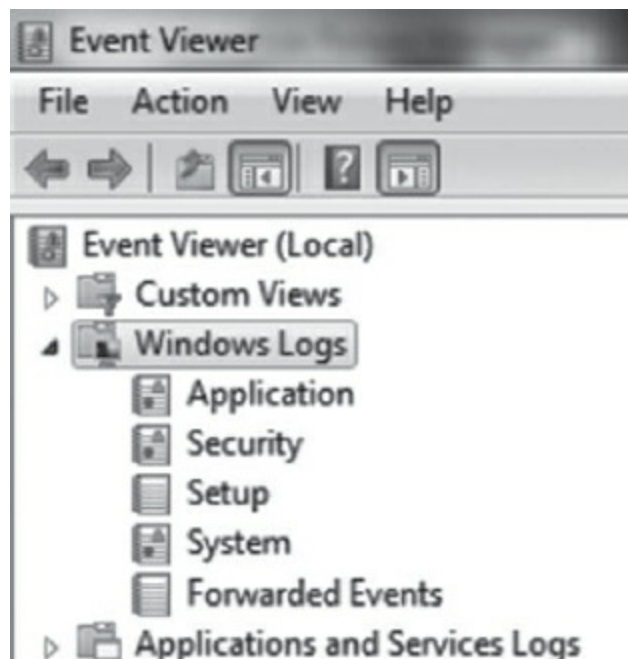 Event Viewer
File Action View Help
Event Viewer (Local)
Custom Views
Windows Logs
Application
Security
Setup
System
Forwarded Events
Applications and Services Logs